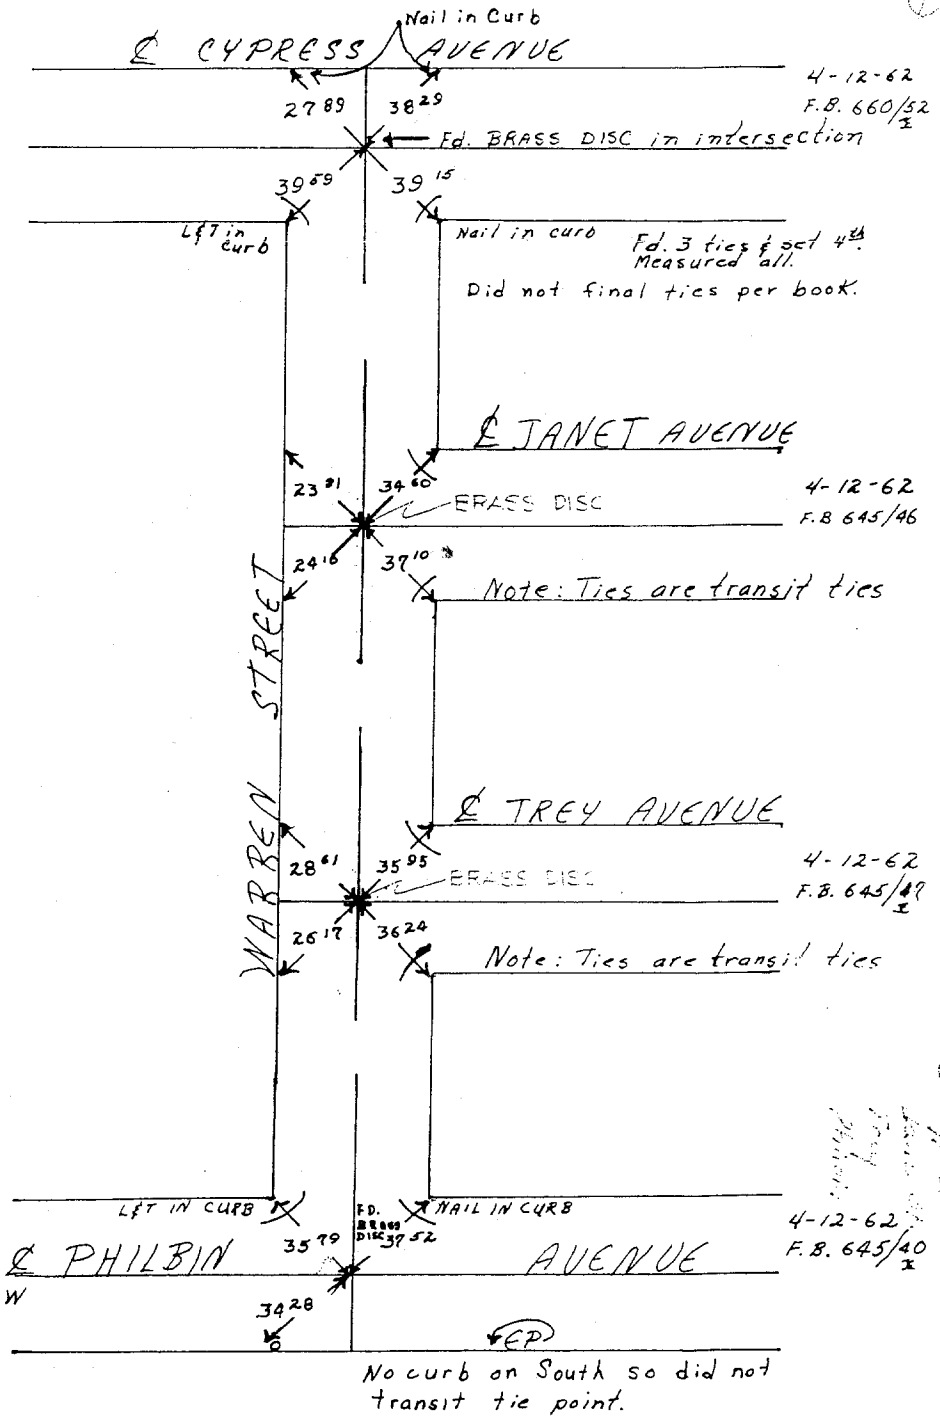 Nail in Curb
℄ CYPRESS AVENUE
4-12-62
27 89 38 29
F.B. 660/52
Fd. BRASS DISC in intersection
39 59 39 15
L&T in curb
Nail in curb
Fd. 3 ties & set 4th.
Measured all.
Did not final ties per book.
℄ JANET AVENUE
23 81 34 60
BRASS DISC
4-12-62
F.B 645/46
24 16 37 10
Note: Ties are transit ties
WARREN STREET
℄ TREY AVENUE
28 61 35 95
BRASS DISC
4-12-62
F.B. 645/47
26 17 36 24
Note: Ties are transit ties
L&T IN CURB
FD. BRASS DISC
NAIL IN CURB
4-12-62
35 79 37 52
F.B. 645/40
℄ PHILBIN AVENUE
W
34 28
EP
No curb on South so did not
transit tie point.